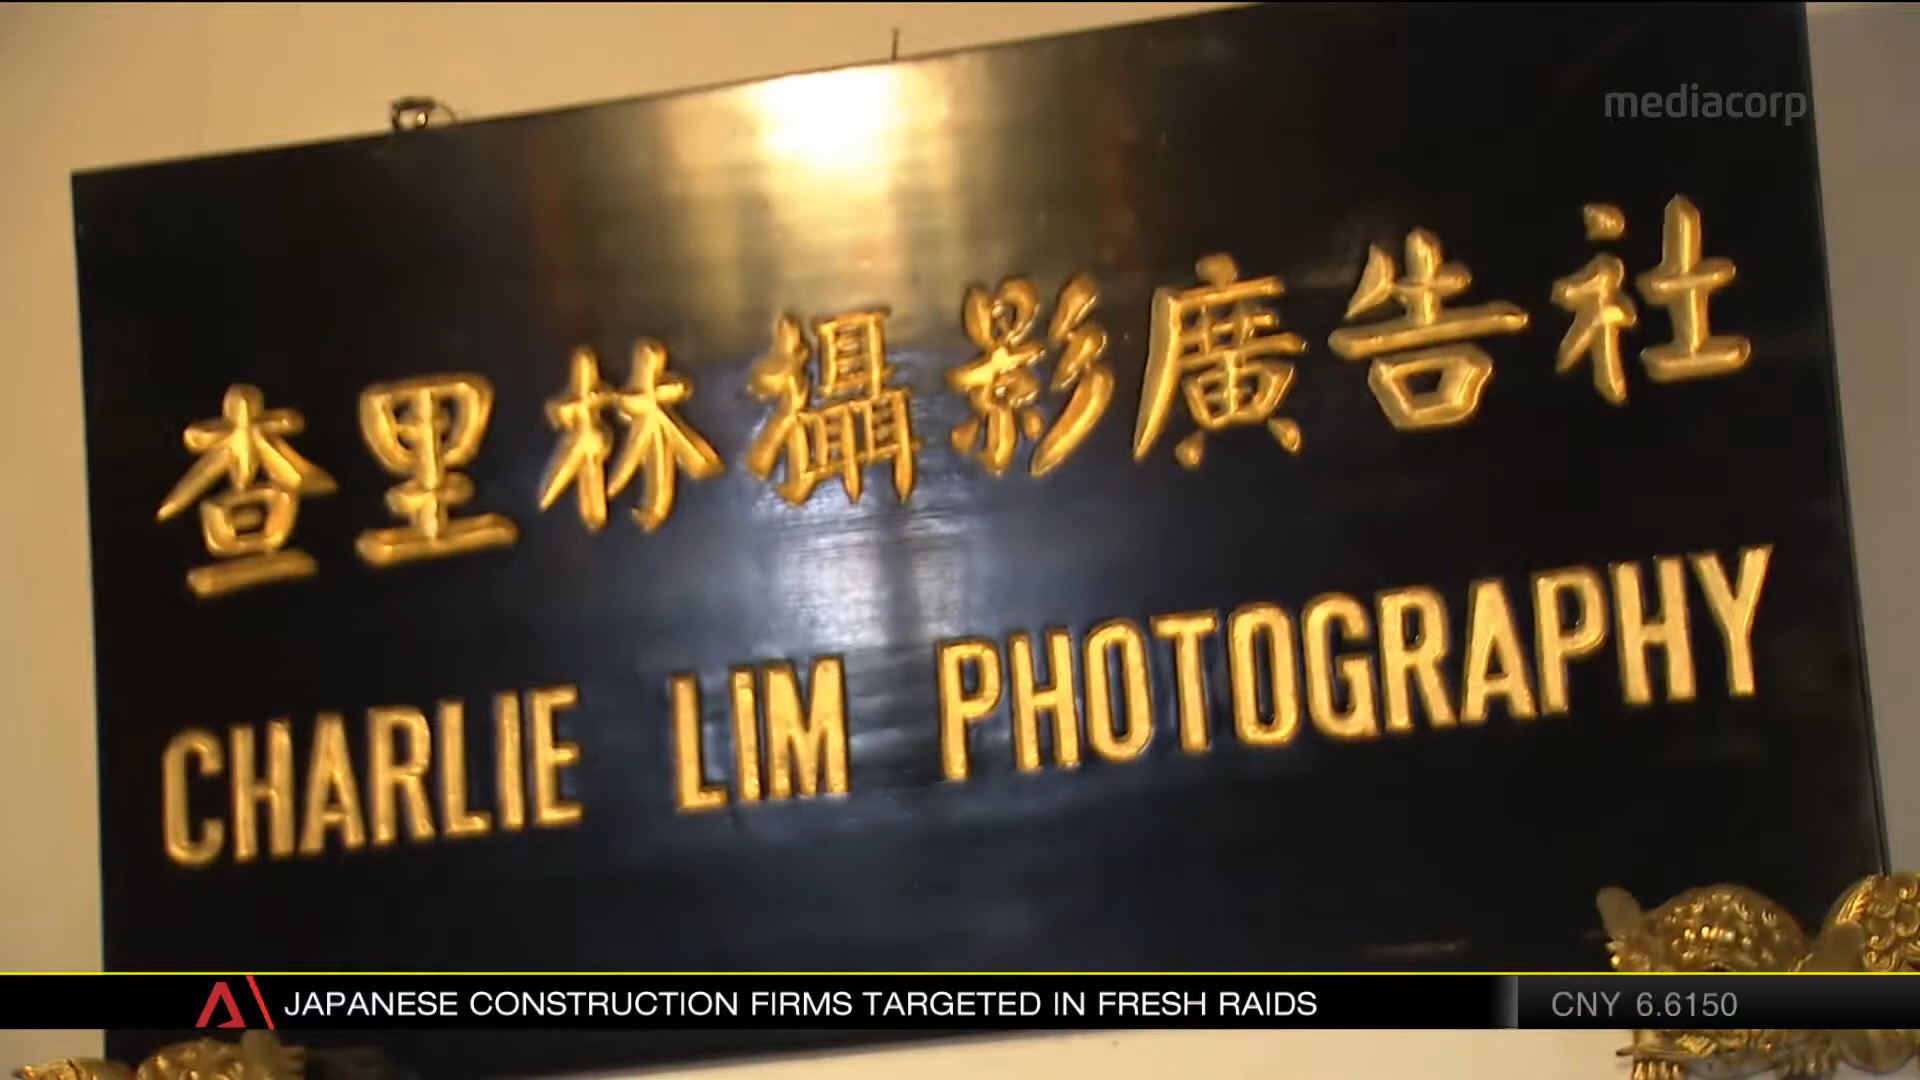 mediacorp
查里林攝影廣告社
CHARLIE LIM PHOTOGRAPHY
JAPANESE CONSTRUCTION FIRMS TARGETED IN FRESH RAIDS
CNY 6.6150